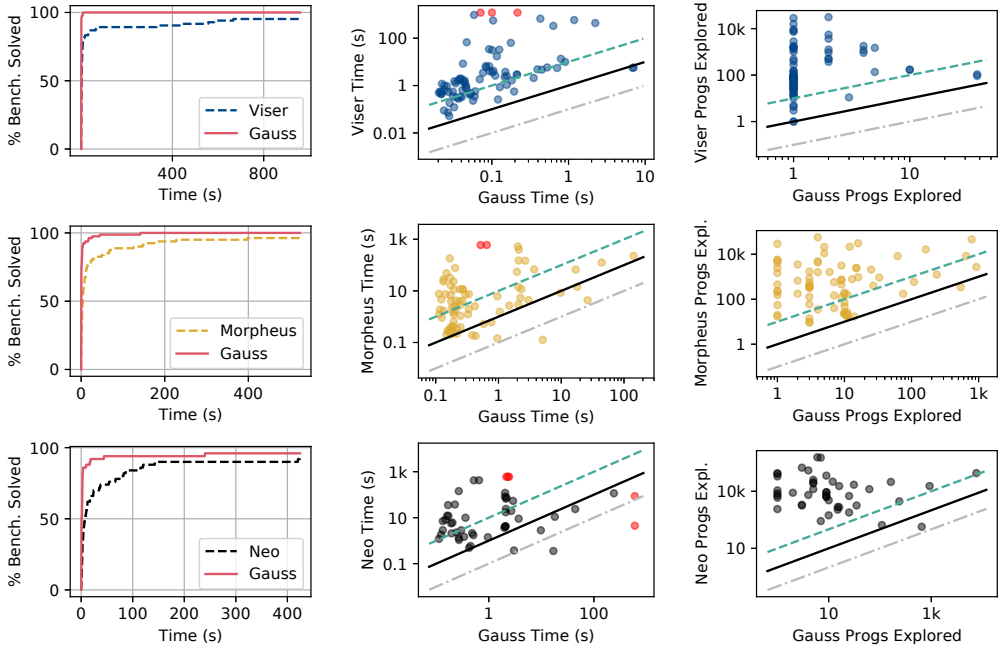 % Bench. Solved
100
50
0
400
800
Time (s)
Viser
Gauss
Viser Time (s)
100
1
0.01
0.1
1
10
Gauss Time (s)
Viser Progs Explored
10k
100
1
1
10
Gauss Progs Explored
% Bench. Solved
100
50
0
0
200
400
Time (s)
Morpheus
Gauss
Morpheus Time (s)
1k
10
0.1
0.1
1
10
100
Gauss Time (s)
Morpheus Progs Expl.
10k
100
1
1
10
100
1k
Gauss Progs Explored
% Bench. Solved
100
50
0
0
100
200
300
400
Time (s)
Neo
Gauss
Neo Time (s)
1k
10
0.1
1
100
Gauss Time (s)
Neo Progs Expl.
10k
10
10
1k
Gauss Progs Explored